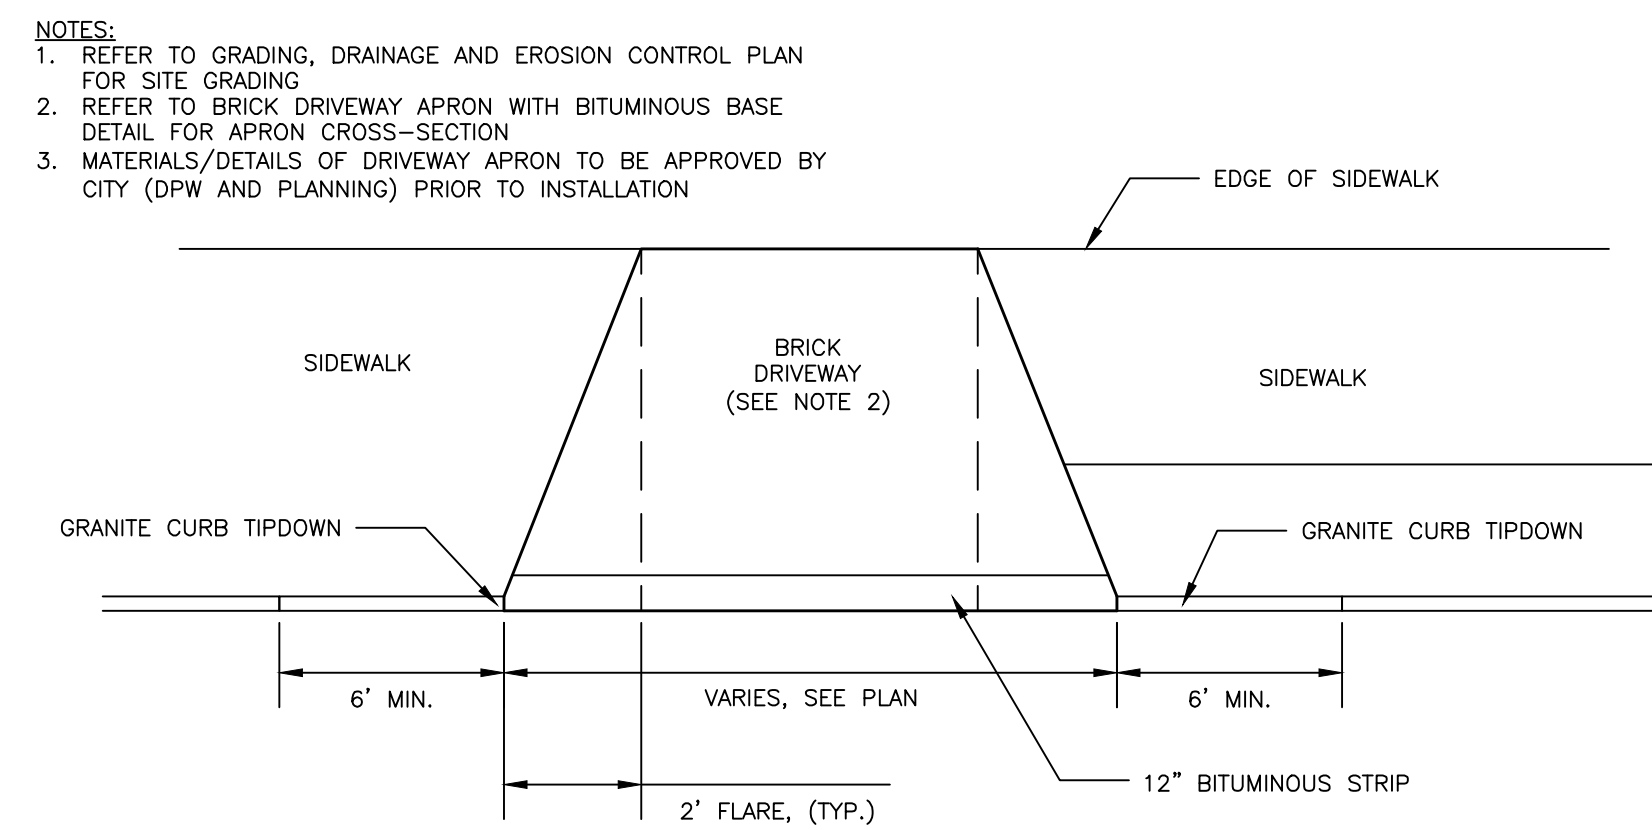 NOTES:
1. REFER TO GRADING, DRAINAGE AND EROSION CONTROL PLAN
FOR SITE GRADING
2. REFER TO BRICK DRIVEWAY APRON WITH BITUMINOUS BASE
DETAIL FOR APRON CROSS-SECTION
3. MATERIALS/DETAILS OF DRIVEWAY APRON TO BE APPROVED BY
CITY (DPW AND PLANNING) PRIOR TO INSTALLATION
EDGE OF SIDEWALK
SIDEWALK
BRICK
DRIVEWAY
(SEE NOTE 2)
SIDEWALK
GRANITE CURB TIPDOWN
GRANITE CURB TIPDOWN
6' MIN.
VARIES, SEE PLAN
6' MIN.
12" BITUMINOUS STRIP
2' FLARE, (TYP.)